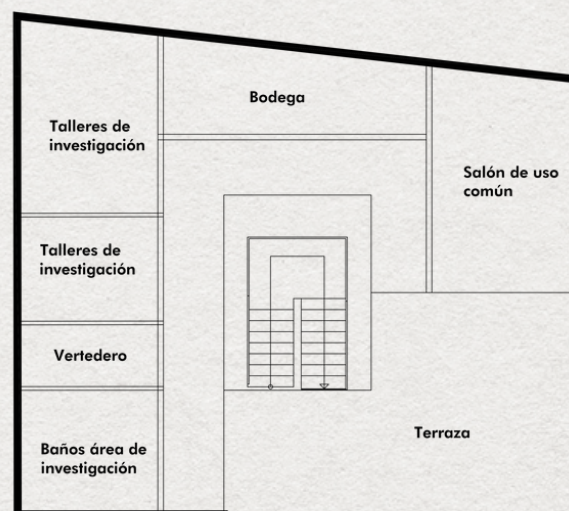 Bodega
Talleres de
investigación
Salón de uso
común
Talleres de
investigación
Vertedero
Terraza
Baños área de
investigación